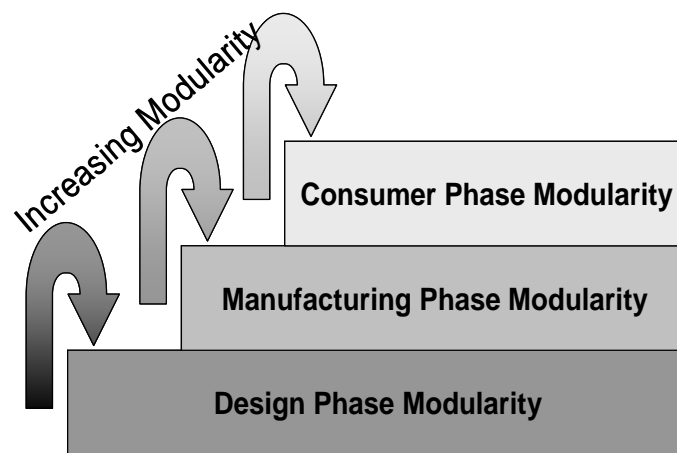 Increasing Modularity
Consumer Phase Modularity
Manufacturing Phase Modularity
Design Phase Modularity